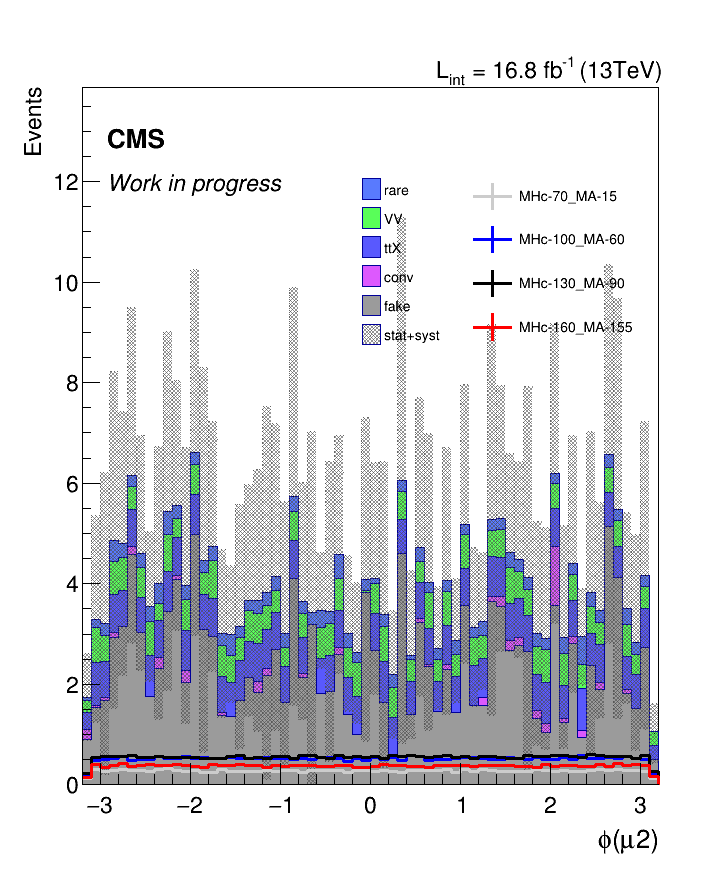 L_int = 16.8 fb^-1 (13TeV)
Events
CMS
Work in progress
rare
VV
ttX
conv
fake
stat+syst
MHc-70_MA-15
MHc-100_MA-60
MHc-130_MA-90
MHc-160_MA-155
12
10
8
6
4
2
0
−3 −2 −1 0 1 2 3
ϕ(μ2)